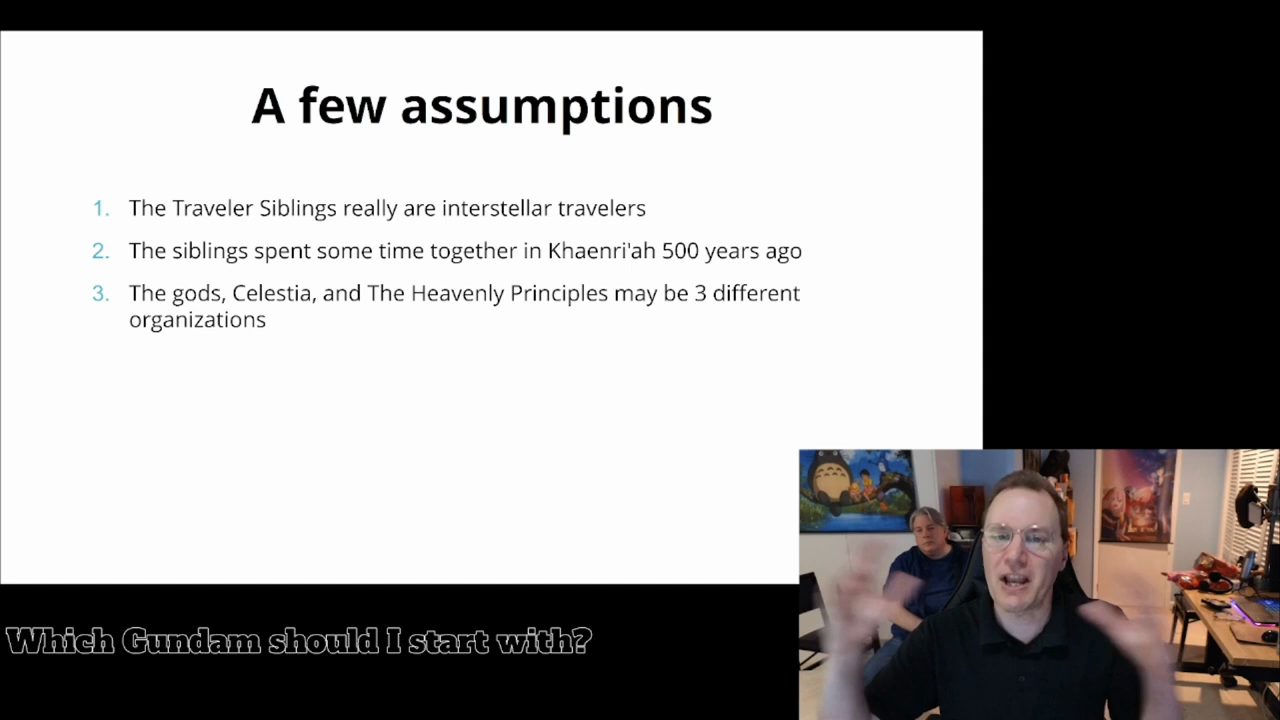 A few assumptions
1. The Traveler Siblings really are interstellar travelers
2. The siblings spent some time together in Khaenri'ah 500 years ago
3. The gods, Celestia, and The Heavenly Principles may be 3 different
organizations
Which Gundam should I start with?